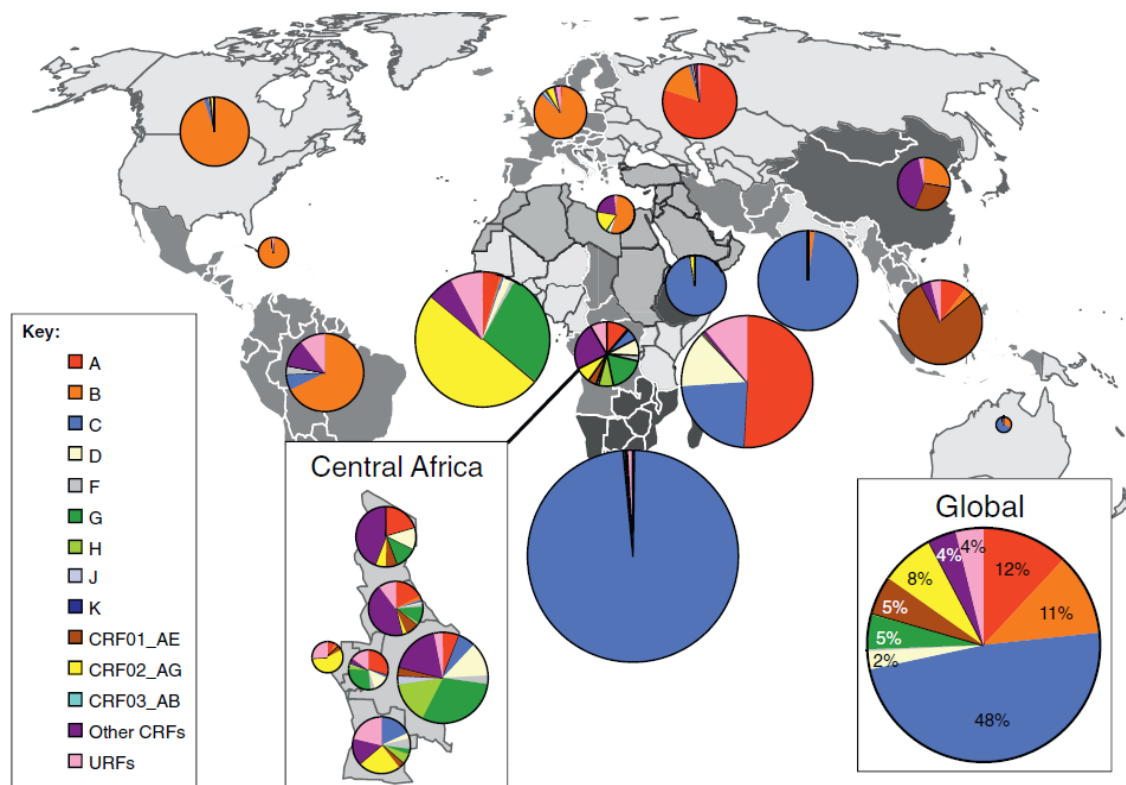 Key:
A
B
C
D
F
G
H
J
K
CRF01_AE
CRF02_AG
CRF03_AB
Other CRFs
URFs
Central Africa
Global
4%
4%
12%
8%
11%
5%
5%
2%
48%